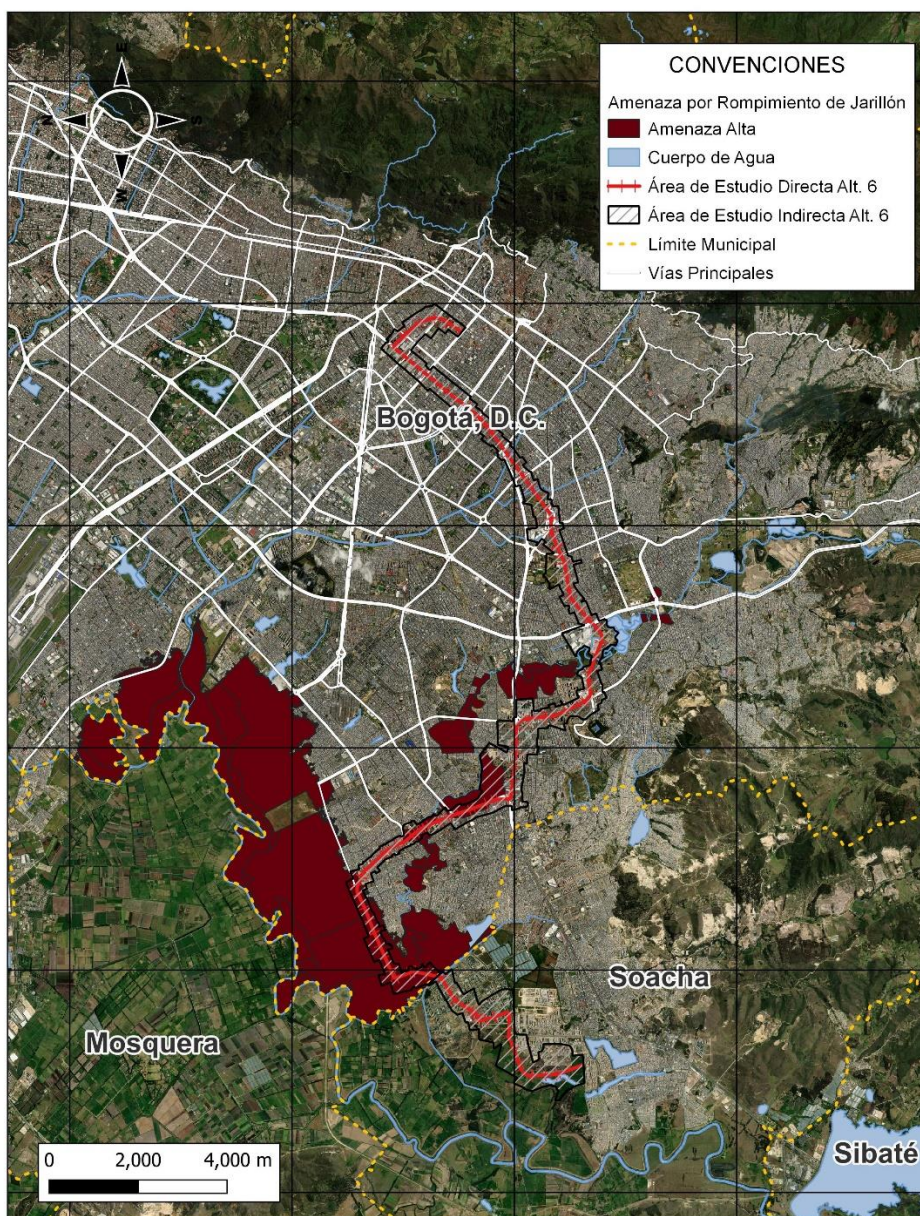 CONVENCIONES
Amenaza por Rompimiento de Jarillón
Amenaza Alta
Cuerpo de Agua
Área de Estudio Directa Alt. 6
Área de Estudio Indirecta Alt. 6
Límite Municipal
Vías Principales
E
N
S
W
Bogotá, D.C.
Soacha
Mosquera
Sibaté
0 2,000 4,000 m